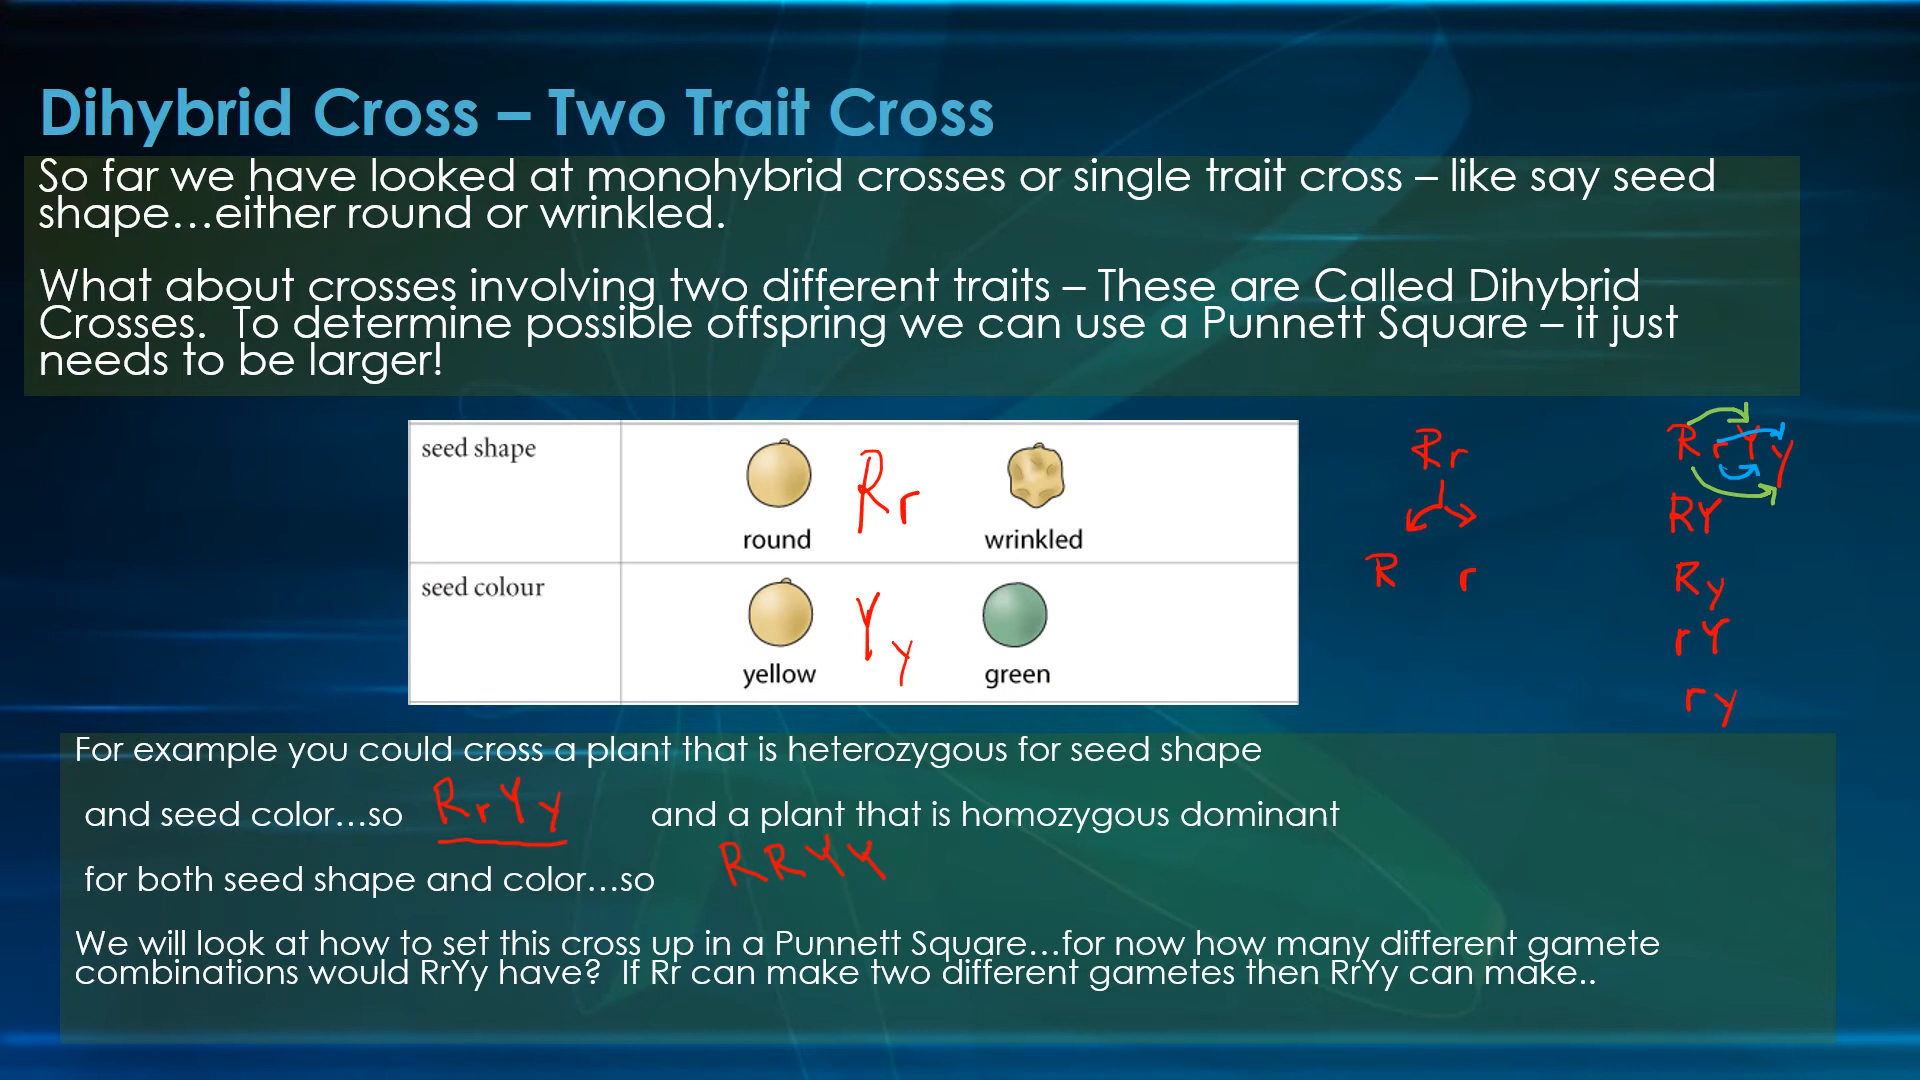 Dihybrid Cross – Two Trait Cross
So far we have looked at monohybrid crosses or single trait cross – like say seed
shape…either round or wrinkled.
What about crosses involving two different traits – These are Called Dihybrid
Crosses. To determine possible offspring we can use a Punnett Square – it just
needs to be larger!
seed shape
Rr
round
wrinkled
seed colour
Yy
yellow
green
Rr
R r
RrYy
RY
Ry
rY
ry
For example you could cross a plant that is heterozygous for seed shape
and seed color…so RrYy and a plant that is homozygous dominant
for both seed shape and color…so RRYY
We will look at how to set this cross up in a Punnett Square…for now how many different gamete
combinations would RrYy have? If Rr can make two different gametes then RrYy can make..